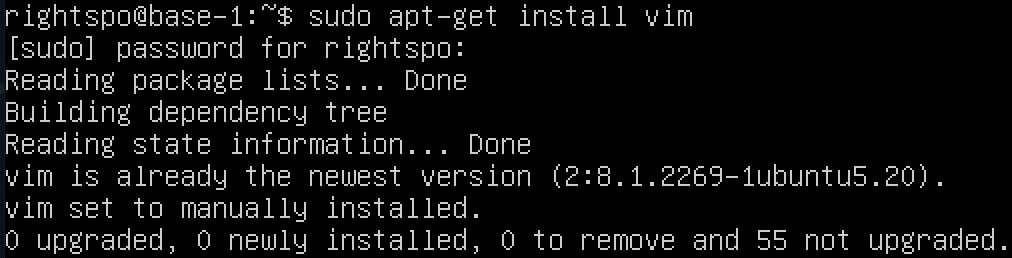 rightspo@base-1:~$ sudo apt-get install vim
[sudo] password for rightspo:
Reading package lists... Done
Building dependency tree
Reading state information... Done
vim is already the newest version (2:8.1.2269-1ubuntu5.20).
vim set to manually installed.
0 upgraded, 0 newly installed, 0 to remove and 55 not upgraded.